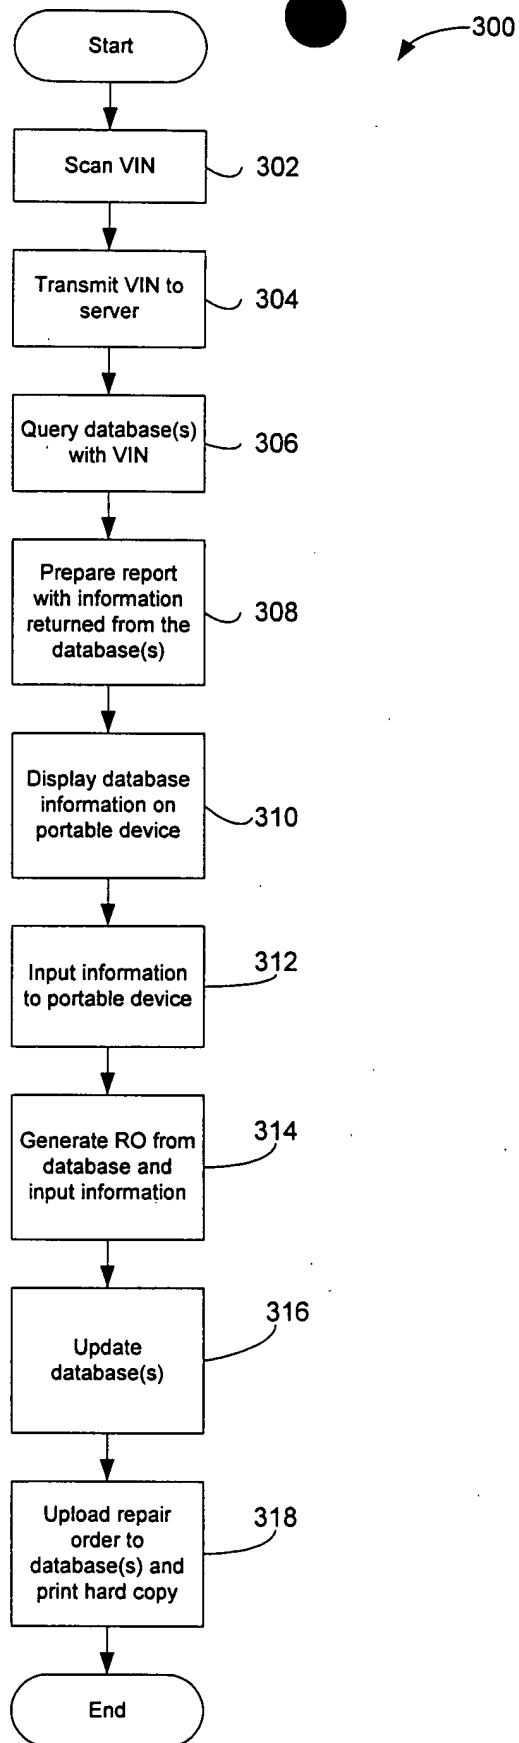 300
Start
Scan VIN
302
Transmit VIN to
server
304
Query database(s)
with VIN
306
Prepare report
with information
returned from the
database(s)
308
Display database
information on
portable device
310
Input information
to portable device
312
Generate RO from
database and
input information
314
Update
database(s)
316
Upload repair
order to
database(s) and
print hard copy
318
End